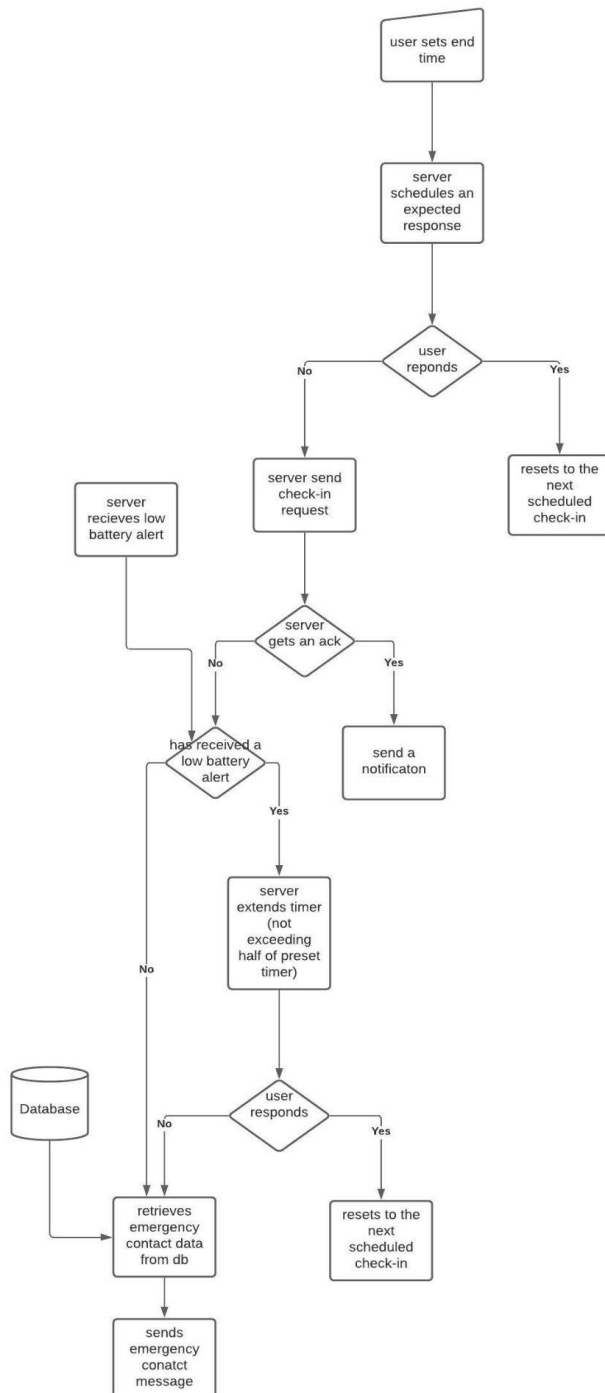 user sets end
time
server
schedules an
expected
response
user
reponds
No
Yes
server send
check-in
request
resets to the
next
scheduled
check-in
server
recieves low
battery alert
server
gets an ack
No
Yes
has received a
low battery
alert
send a
notificaton
Yes
server
extends timer
(not
exceeding
half of preset
timer)
No
user
responds
Database
No
Yes
retrieves
emergency
contact data
from db
resets to the
next
scheduled
check-in
sends
emergency
conatct
message